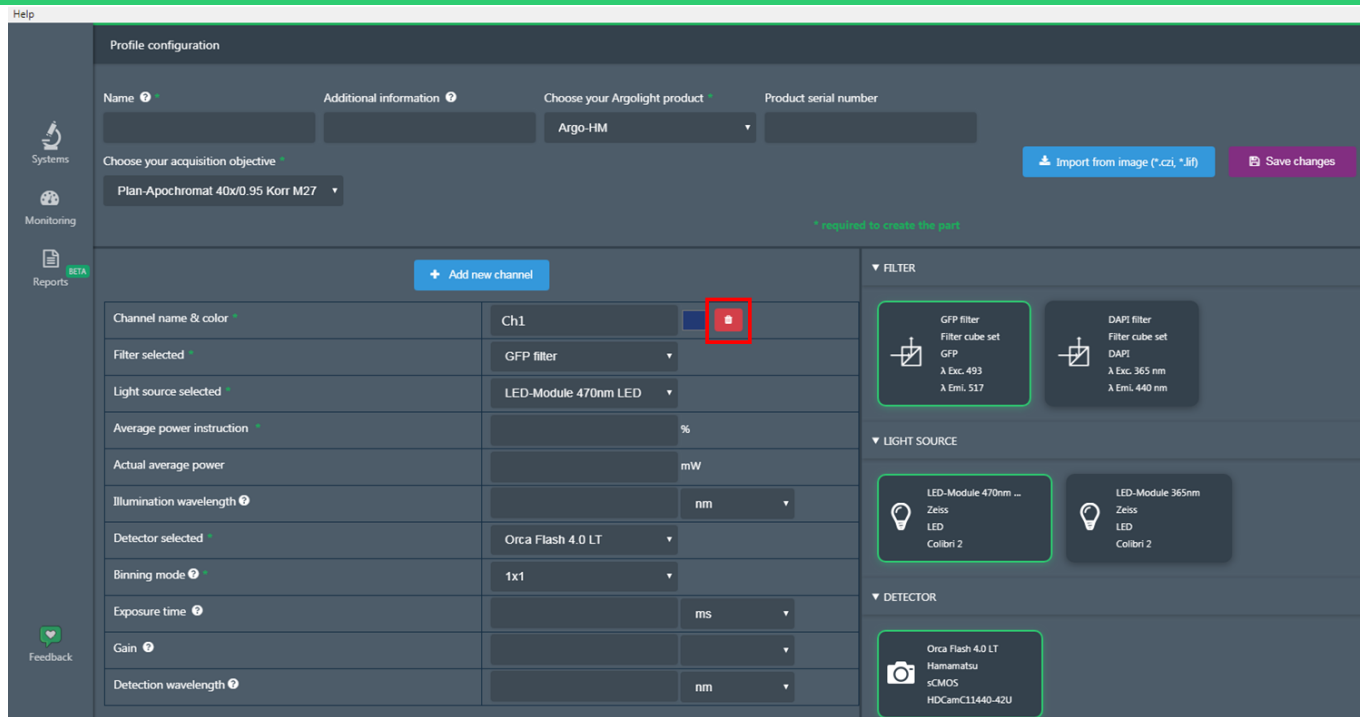 Help
Profile configuration
Name ? *
Additional information ?
Choose your Argolight product *
Product serial number
Argo-HM
Systems
Choose your acquisition objective *
Import from image (*.czi, *.lif)
Save changes
Plan-Apochromat 40x/0.95 Korr M27
Monitoring
* required to create the part
Reports
BETA
+ Add new channel
Channel name & color *
Ch1
Filter selected *
GFP filter
Light source selected *
LED-Module 470nm LED
Average power instruction *
%
Actual average power
mW
Illumination wavelength ?
nm
Detector selected *
Orca Flash 4.0 LT
Binning mode ? *
1x1
Exposure time ?
ms
Gain ?
Detection wavelength ?
nm
Feedback
FILTER
GFP filter
Filter cube set
GFP
λ Exc. 493
λ Emi. 517
DAPI filter
Filter cube set
DAPI
λ Exc. 365 nm
λ Emi. 440 nm
LIGHT SOURCE
LED-Module 470nm ...
Zeiss
LED
Colibri 2
LED-Module 365nm
Zeiss
LED
Colibri 2
DETECTOR
Orca Flash 4.0 LT
Hamamatsu
sCMOS
HDCamC11440-42U